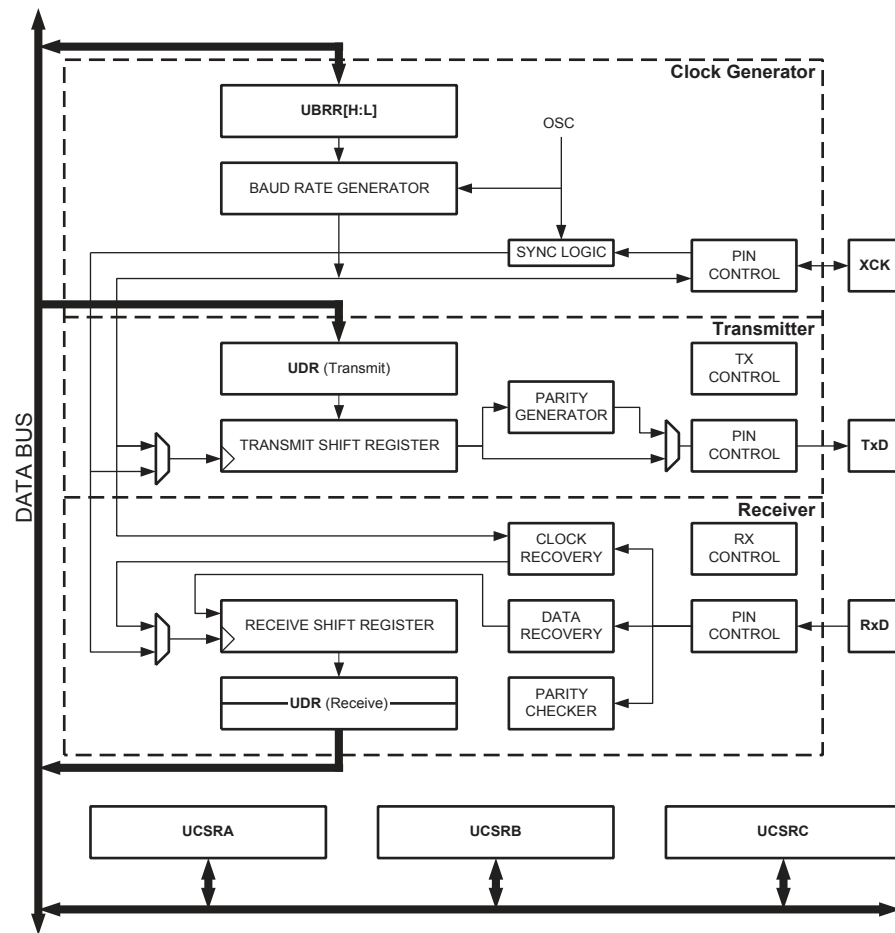 Clock Generator
UBRR[H:L]
OSC
BAUD RATE GENERATOR
SYNC LOGIC
PIN
CONTROL
XCK
Transmitter
UDR (Transmit)
TX
CONTROL
PARITY
GENERATOR
TRANSMIT SHIFT REGISTER
PIN
CONTROL
TxD
DATA BUS
Receiver
CLOCK
RECOVERY
RX
CONTROL
RECEIVE SHIFT REGISTER
DATA
RECOVERY
PIN
CONTROL
RxD
UDR (Receive)
PARITY
CHECKER
UCSRA
UCSRB
UCSRC